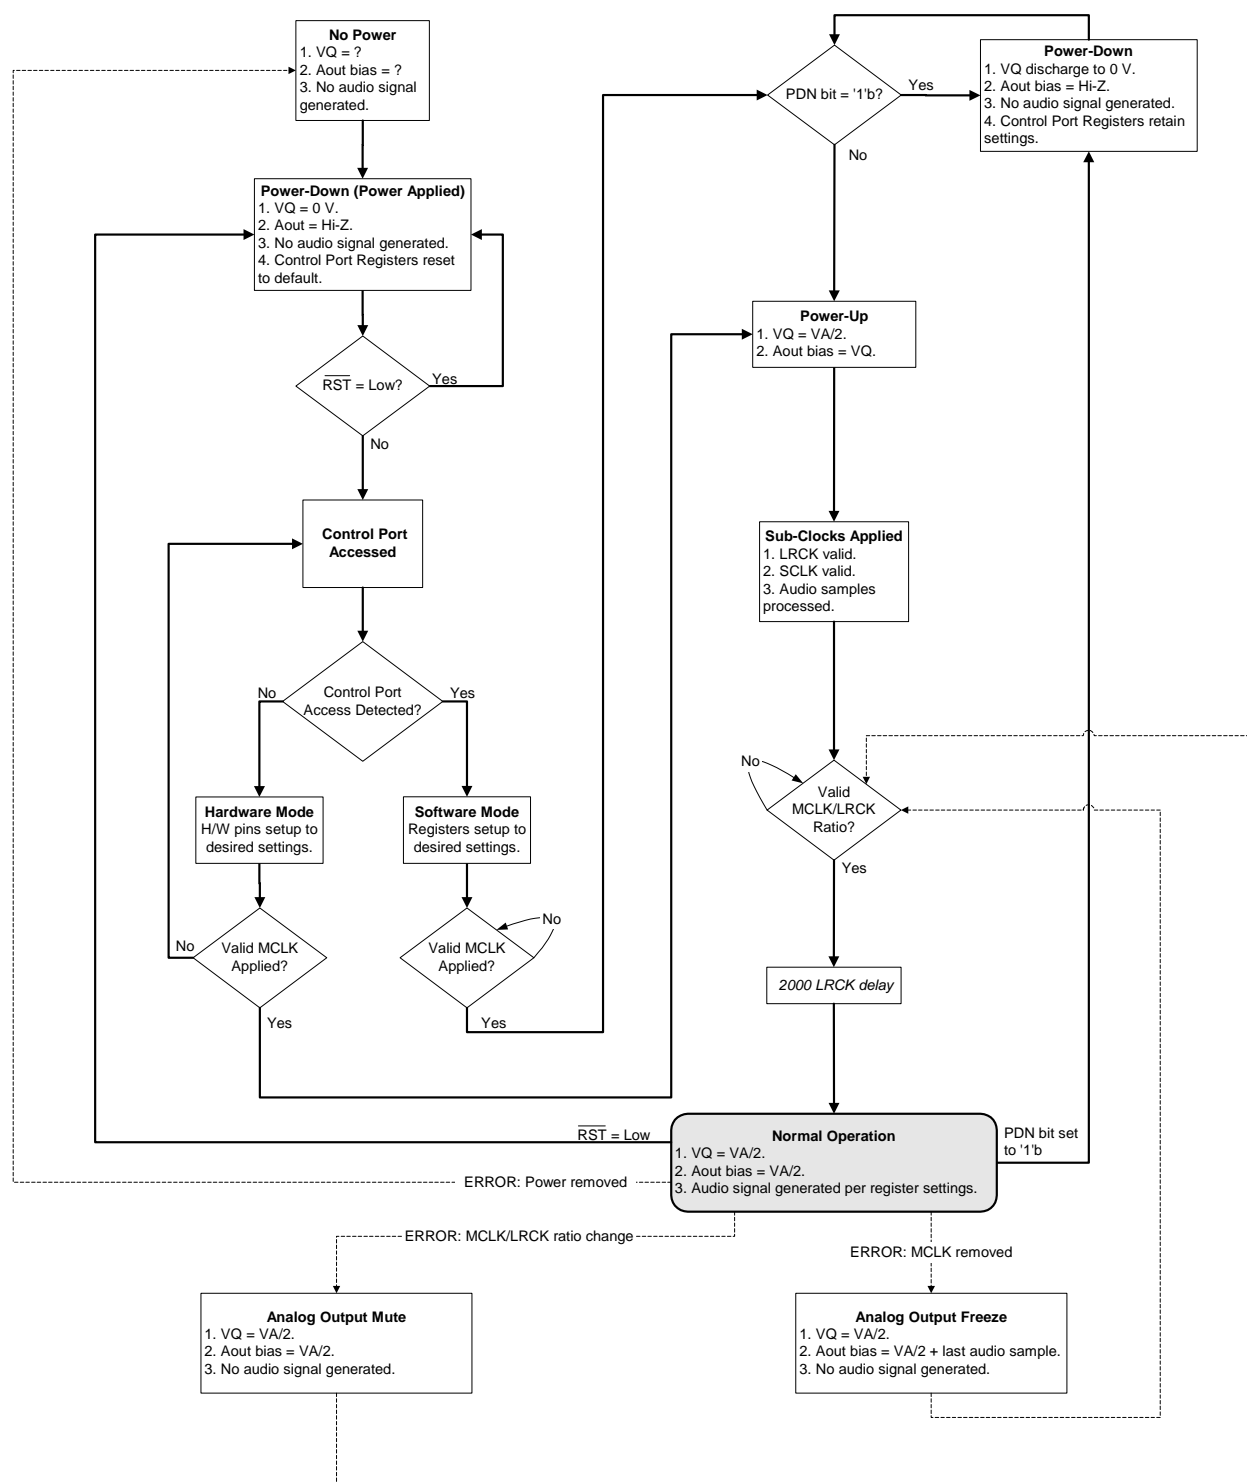 No Power
1. VQ = ?
2. Aout bias = ?
3. No audio signal
generated.
Power-Down (Power Applied)
1. VQ = 0 V.
2. Aout = Hi-Z.
3. No audio signal generated.
4. Control Port Registers reset
to default.
RST = Low?
Yes
No
Control Port
Accessed
Control Port
Access Detected?
No
Yes
Hardware Mode
H/W pins setup to
desired settings.
Software Mode
Registers setup to
desired settings.
Valid MCLK
Applied?
No
Yes
Valid MCLK
Applied?
No
Yes
PDN bit = '1'b?
Yes
No
Power-Down
1. VQ discharge to 0 V.
2. Aout bias = Hi-Z.
3. No audio signal generated.
4. Control Port Registers retain
settings.
Power-Up
1. VQ = VA/2.
2. Aout bias = VQ.
Sub-Clocks Applied
1. LRCK valid.
2. SCLK valid.
3. Audio samples
processed.
No
Valid
MCLK/LRCK
Ratio?
Yes
2000 LRCK delay
Normal Operation
1. VQ = VA/2.
2. Aout bias = VA/2.
3. Audio signal generated per register settings.
RST = Low
PDN bit set
to '1'b
ERROR: Power removed
ERROR: MCLK/LRCK ratio change
ERROR: MCLK removed
Analog Output Mute
1. VQ = VA/2.
2. Aout bias = VA/2.
3. No audio signal generated.
Analog Output Freeze
1. VQ = VA/2.
2. Aout bias = VA/2 + last audio sample.
3. No audio signal generated.